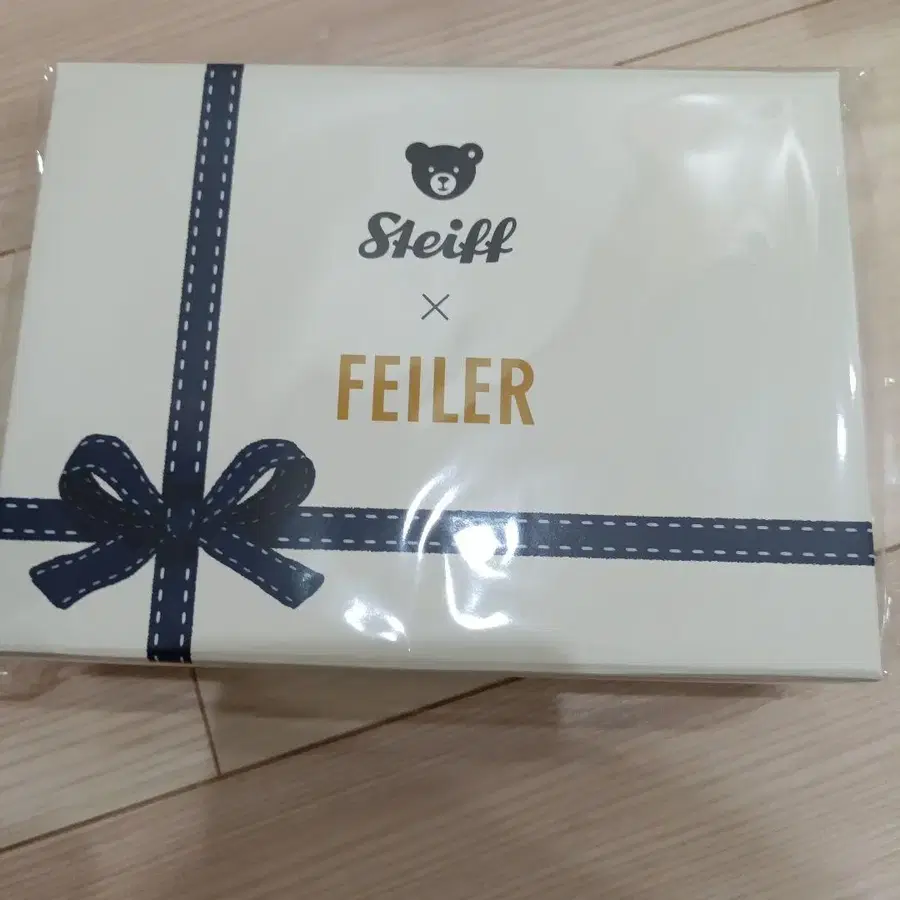 Steiff
×
FEILER